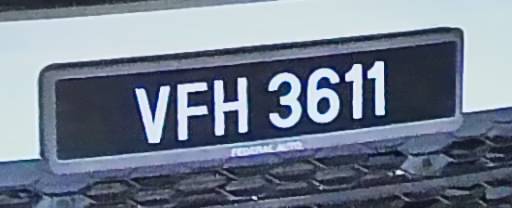 VFH 3611
FEDERAL AUTO